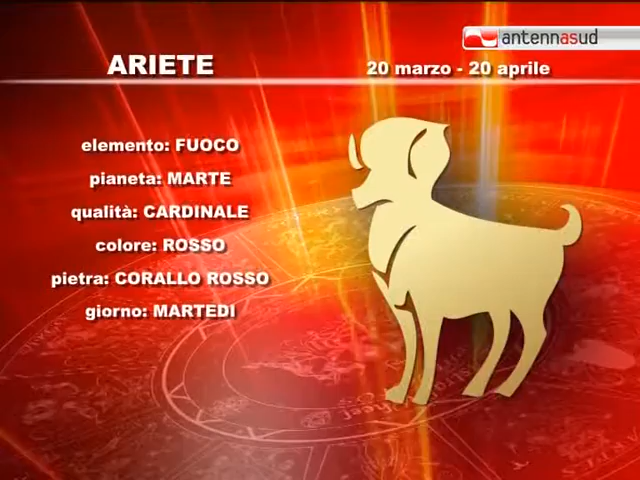 antennasud
ARIETE
20 marzo - 20 aprile
elemento: FUOCO
pianeta: MARTE
qualità: CARDINALE
colore: ROSSO
pietra: CORALLO ROSSO
giorno: MARTEDI